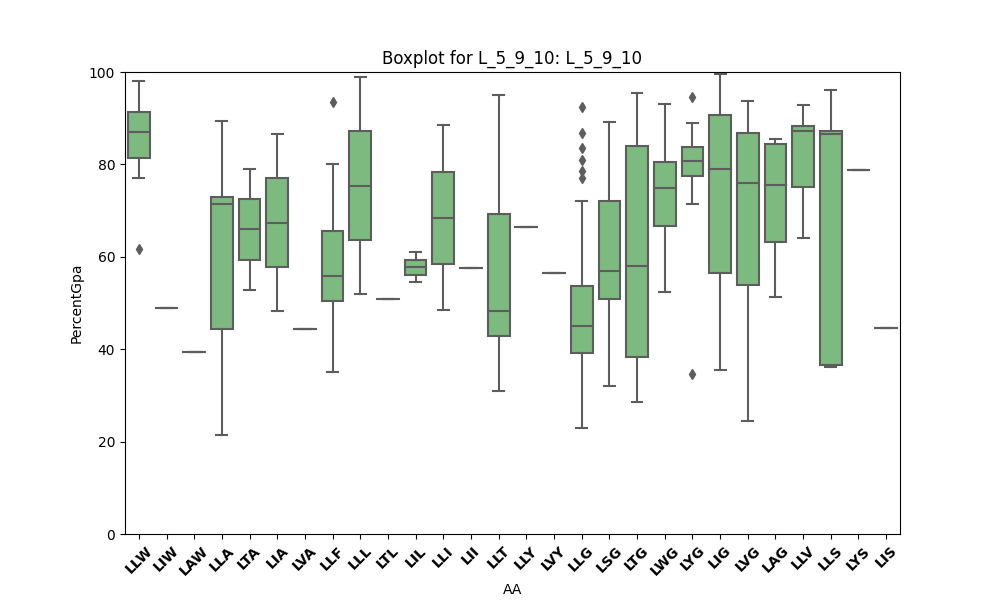 Boxplot for L_5_9_10: L_5_9_10
PercentGpa
100
80
60
40
20
0
LLW LIW LAW LLA LTA LIA LVA LLF LLL LTL LIL LLI LII LLT LLY LVY LLG LSG LTG LWG LYG LIG LVG LAG LLV LLS LYS LIS
AA